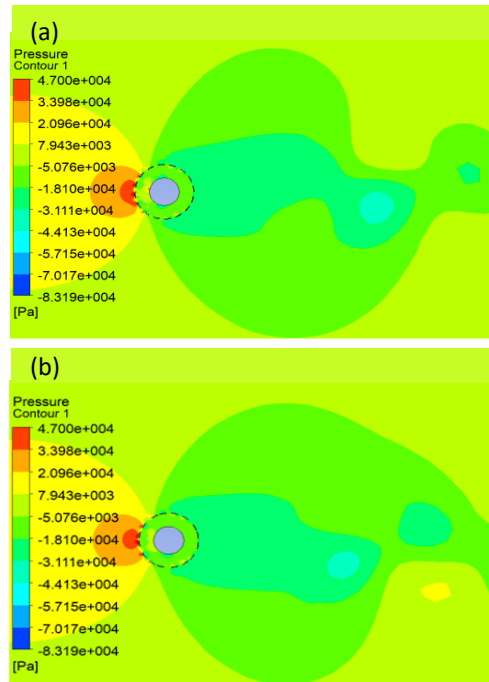 (a)
Pressure
Contour 1
4.700e+004
3.398e+004
2.096e+004
7.943e+003
-5.076e+003
-1.810e+004
-3.111e+004
-4.413e+004
-5.715e+004
-7.017e+004
-8.319e+004
[Pa]
(b)
Pressure
Contour 1
4.700e+004
3.398e+004
2.096e+004
7.943e+003
-5.076e+003
-1.810e+004
-3.111e+004
-4.413e+004
-5.715e+004
-7.017e+004
-8.319e+004
[Pa]